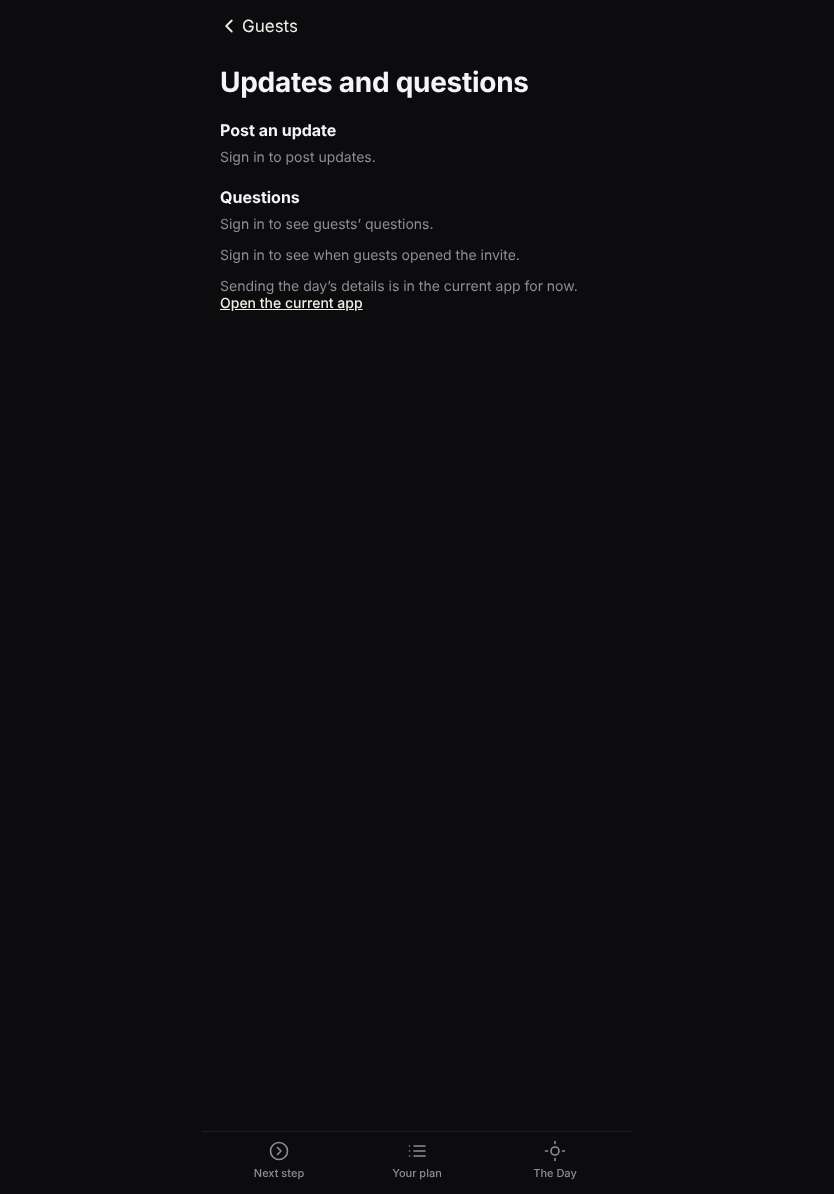 Guests
Updates and questions
Post an update
Sign in to post updates.
Questions
Sign in to see guests’ questions.
Sign in to see when guests opened the invite.
Sending the day’s details is in the current app for now.
Open the current app
Next step
Your plan
The Day